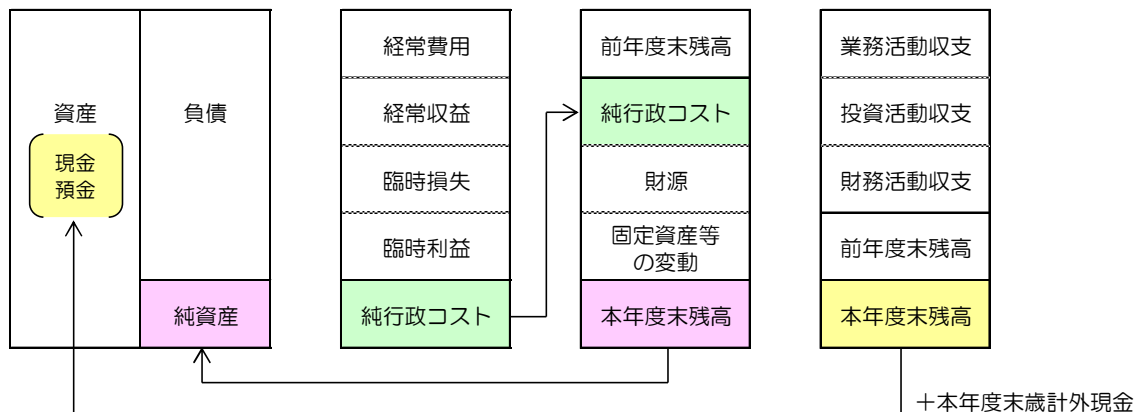 資産
現金
預金
負債
純資産
経常費用
経常収益
臨時損失
臨時利益
純行政コスト
前年度末残高
純行政コスト
財源
固定資産等
の変動
本年度末残高
業務活動収支
投資活動収支
財務活動収支
前年度末残高
本年度末残高
＋本年度末歳計外現金